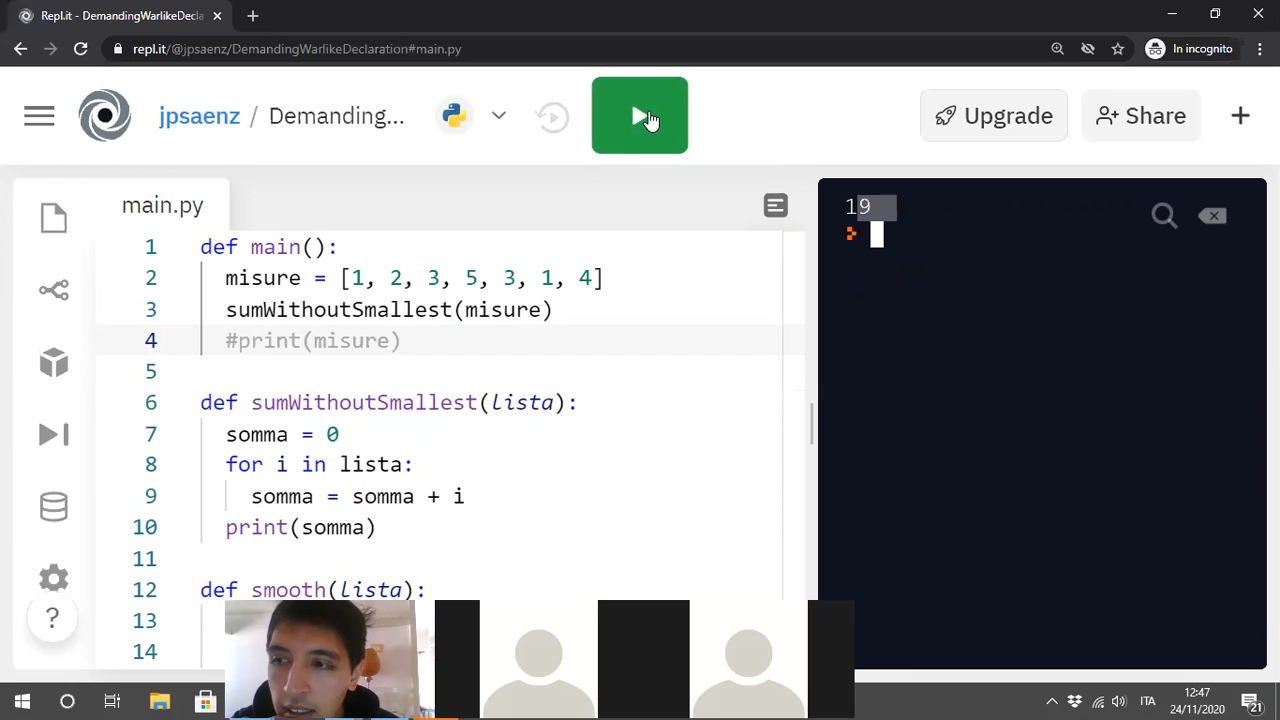 Repl.it - DemandingWarlikeDecla
repl.it/@jpsaenz/DemandingWarlikeDeclaration#main.py
In incognito
jpsaenz / Demanding...
Upgrade
Share
main.py
1 def main():
2 misure = [1, 2, 3, 5, 3, 1, 4]
3 sumWithoutSmallest(misure)
4 #print(misure)
5
6 def sumWithoutSmallest(lista):
7 somma = 0
8 for i in lista:
9 somma = somma + i
10 print(somma)
11
12 def smooth(lista):
13
14
?
19
ITA
12:47
24/11/2020
21